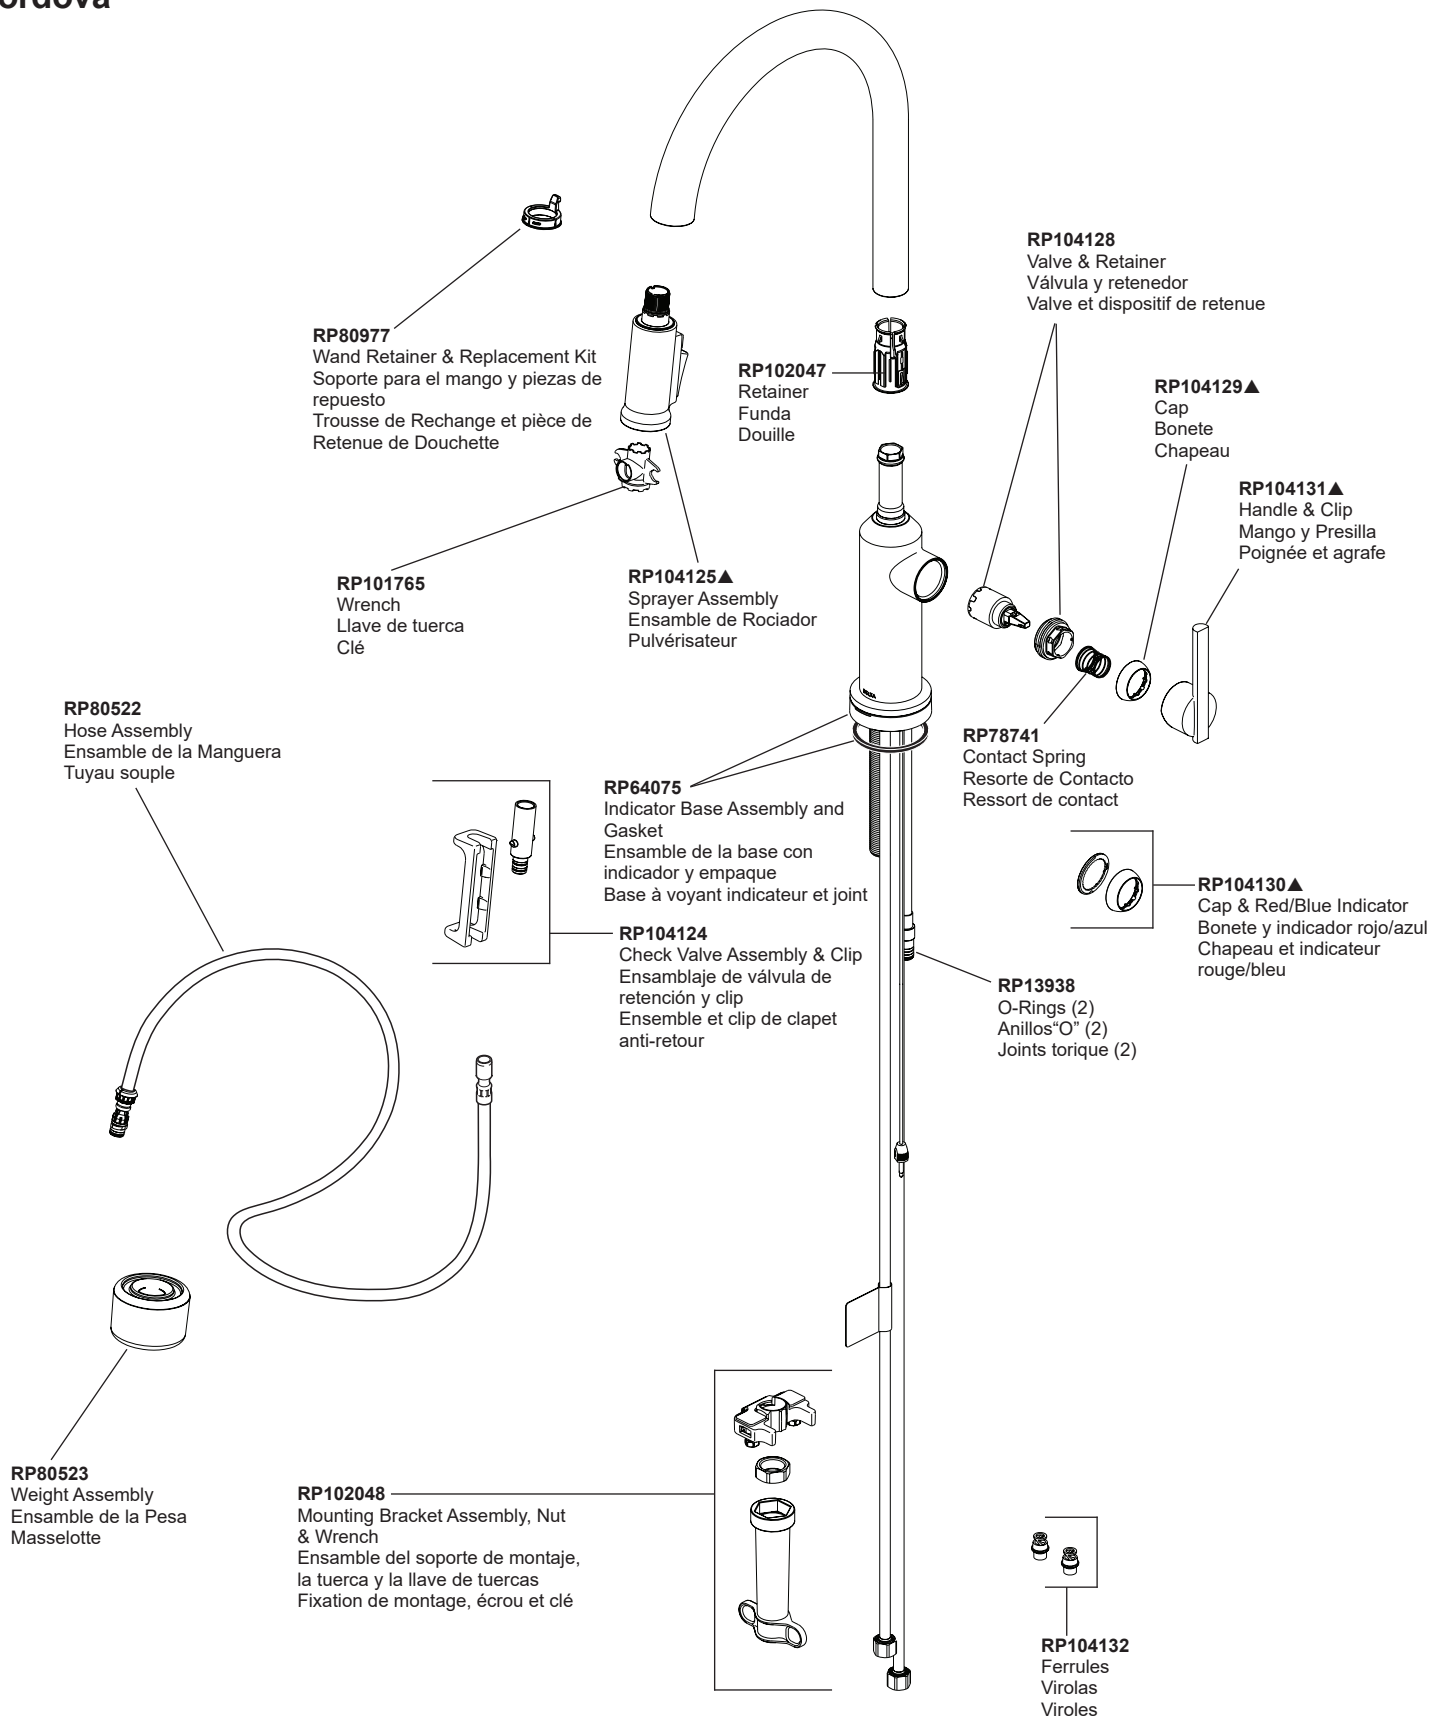 RP80977
Wand Retainer & Replacement Kit
Soporte para el mango y piezas de
repuesto
Trousse de Rechange et pièce de
Retenue de Douchette
RP104128
Valve & Retainer
Válvula y retenedor
Valve et dispositif de retenue
RP102047
Retainer
Funda
Douille
RP104129▲
Cap
Bonete
Chapeau
RP104131▲
Handle & Clip
Mango y Presilla
Poignée et agrafe
RP101765
Wrench
Llave de tuerca
Clé
RP104125▲
Sprayer Assembly
Ensamble de Rociador
Pulvérisateur
DELTA
RP80522
Hose Assembly
Ensamble de la Manguera
Tuyau souple
RP78741
Contact Spring
Resorte de Contacto
Ressort de contact
RP64075
Indicator Base Assembly and
Gasket
Ensamble de la base con
indicador y empaque
Base à voyant indicateur et joint
RP104130▲
Cap & Red/Blue Indicator
Bonete y indicador rojo/azul
Chapeau et indicateur
rouge/bleu
RP104124
Check Valve Assembly & Clip
Ensamblaje de válvula de
retención y clip
Ensemble et clip de clapet
anti-retour
RP13938
O-Rings (2)
Anillos“O” (2)
Joints torique (2)
RP80523
Weight Assembly
Ensamble de la Pesa
Masselotte
RP102048
Mounting Bracket Assembly, Nut
& Wrench
Ensamble del soporte de montaje,
la tuerca y la llave de tuercas
Fixation de montage, écrou et clé
RP104132
Ferrules
Virolas
Viroles